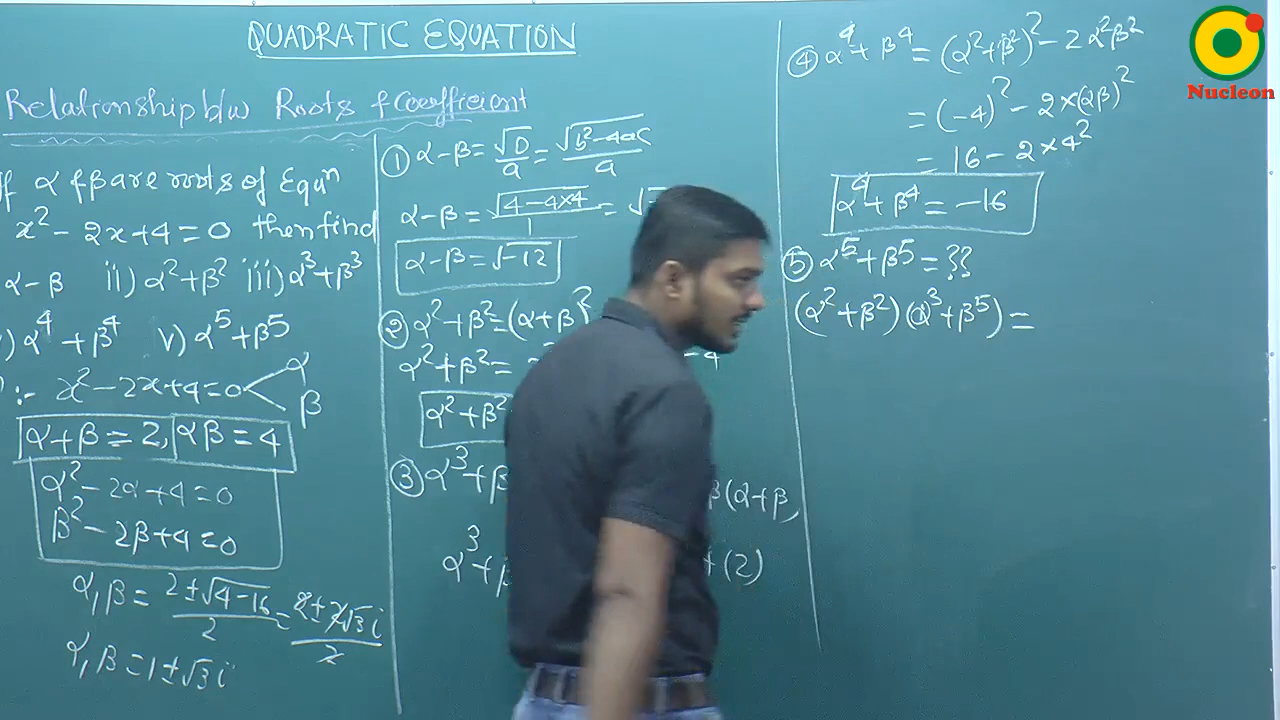 QUADRATIC EQUATION
Relationship b/w Roots & Coefficient
If α & β are roots of Equⁿ
x² - 2x + 4 = 0 then find
α - β ii) α² + β² iii) α³ + β³
) α⁴ + β⁴ v) α⁵ + β⁵
:- x² - 2x + 4 = 0 α
β
α + β = 2, αβ = 4
α² - 2α + 4 = 0
β² - 2β + 4 = 0
α, β = (2 ± √4 - 16)/2 = (2 ± 2√3 i)/2
α, β = 1 ± √3 i
① α - β = √D/a = √b² - 4ac/a
α - β = √4 - 4×4/1 = √
α - β = √-12
② α² + β² = (α + β)²
α² + β² = - 4
α² + β²
③ α³ + β β(α + β)
α³ + β + (2)
④ α⁴ + β⁴ = (α² + β²)² - 2α²β²
= (-4)² - 2×(αβ)²
= 16 - 2×4²
α⁴ + β⁴ = -16
⑤ α⁵ + β⁵ = ??
(α² + β²)(α³ + β⁵) =
Nucleon